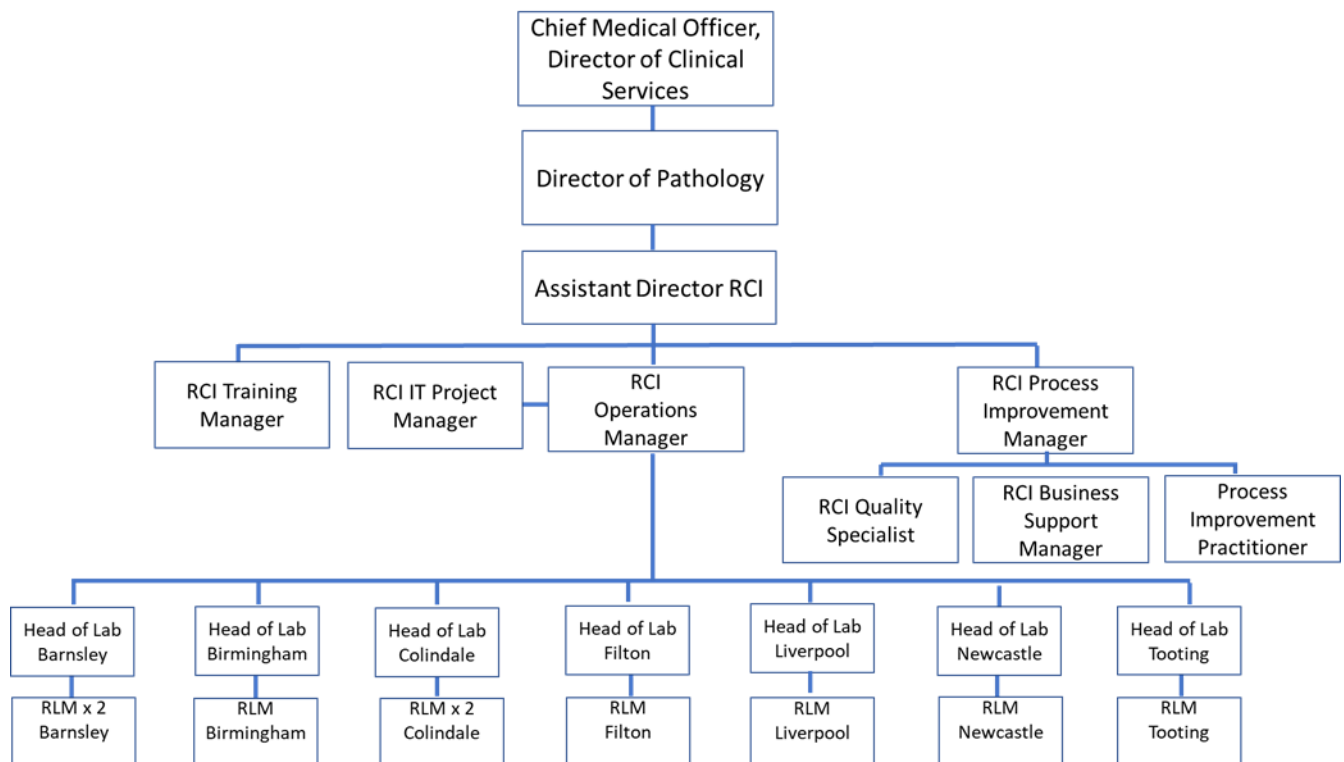 Chief Medical Officer,
Director of Clinical
Services
Director of Pathology
Assistant Director RCI
RCI Training
Manager
RCI IT Project
Manager
RCI
Operations
Manager
RCI Process
Improvement
Manager
RCI Quality
Specialist
RCI Business
Support
Manager
Process
Improvement
Practitioner
Head of Lab
Barnsley
Head of Lab
Birmingham
Head of Lab
Colindale
Head of Lab
Filton
Head of Lab
Liverpool
Head of Lab
Newcastle
Head of Lab
Tooting
RLM x 2
Barnsley
RLM
Birmingham
RLM x 2
Colindale
RLM
Filton
RLM
Liverpool
RLM
Newcastle
RLM
Tooting